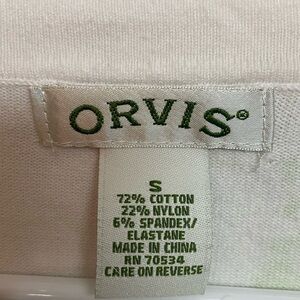 ORVIS®
S
72% COTTON
22% NYLON
6% SPANDEX/
ELASTANE
MADE IN CHINA
RN 70534
CARE ON REVERSE